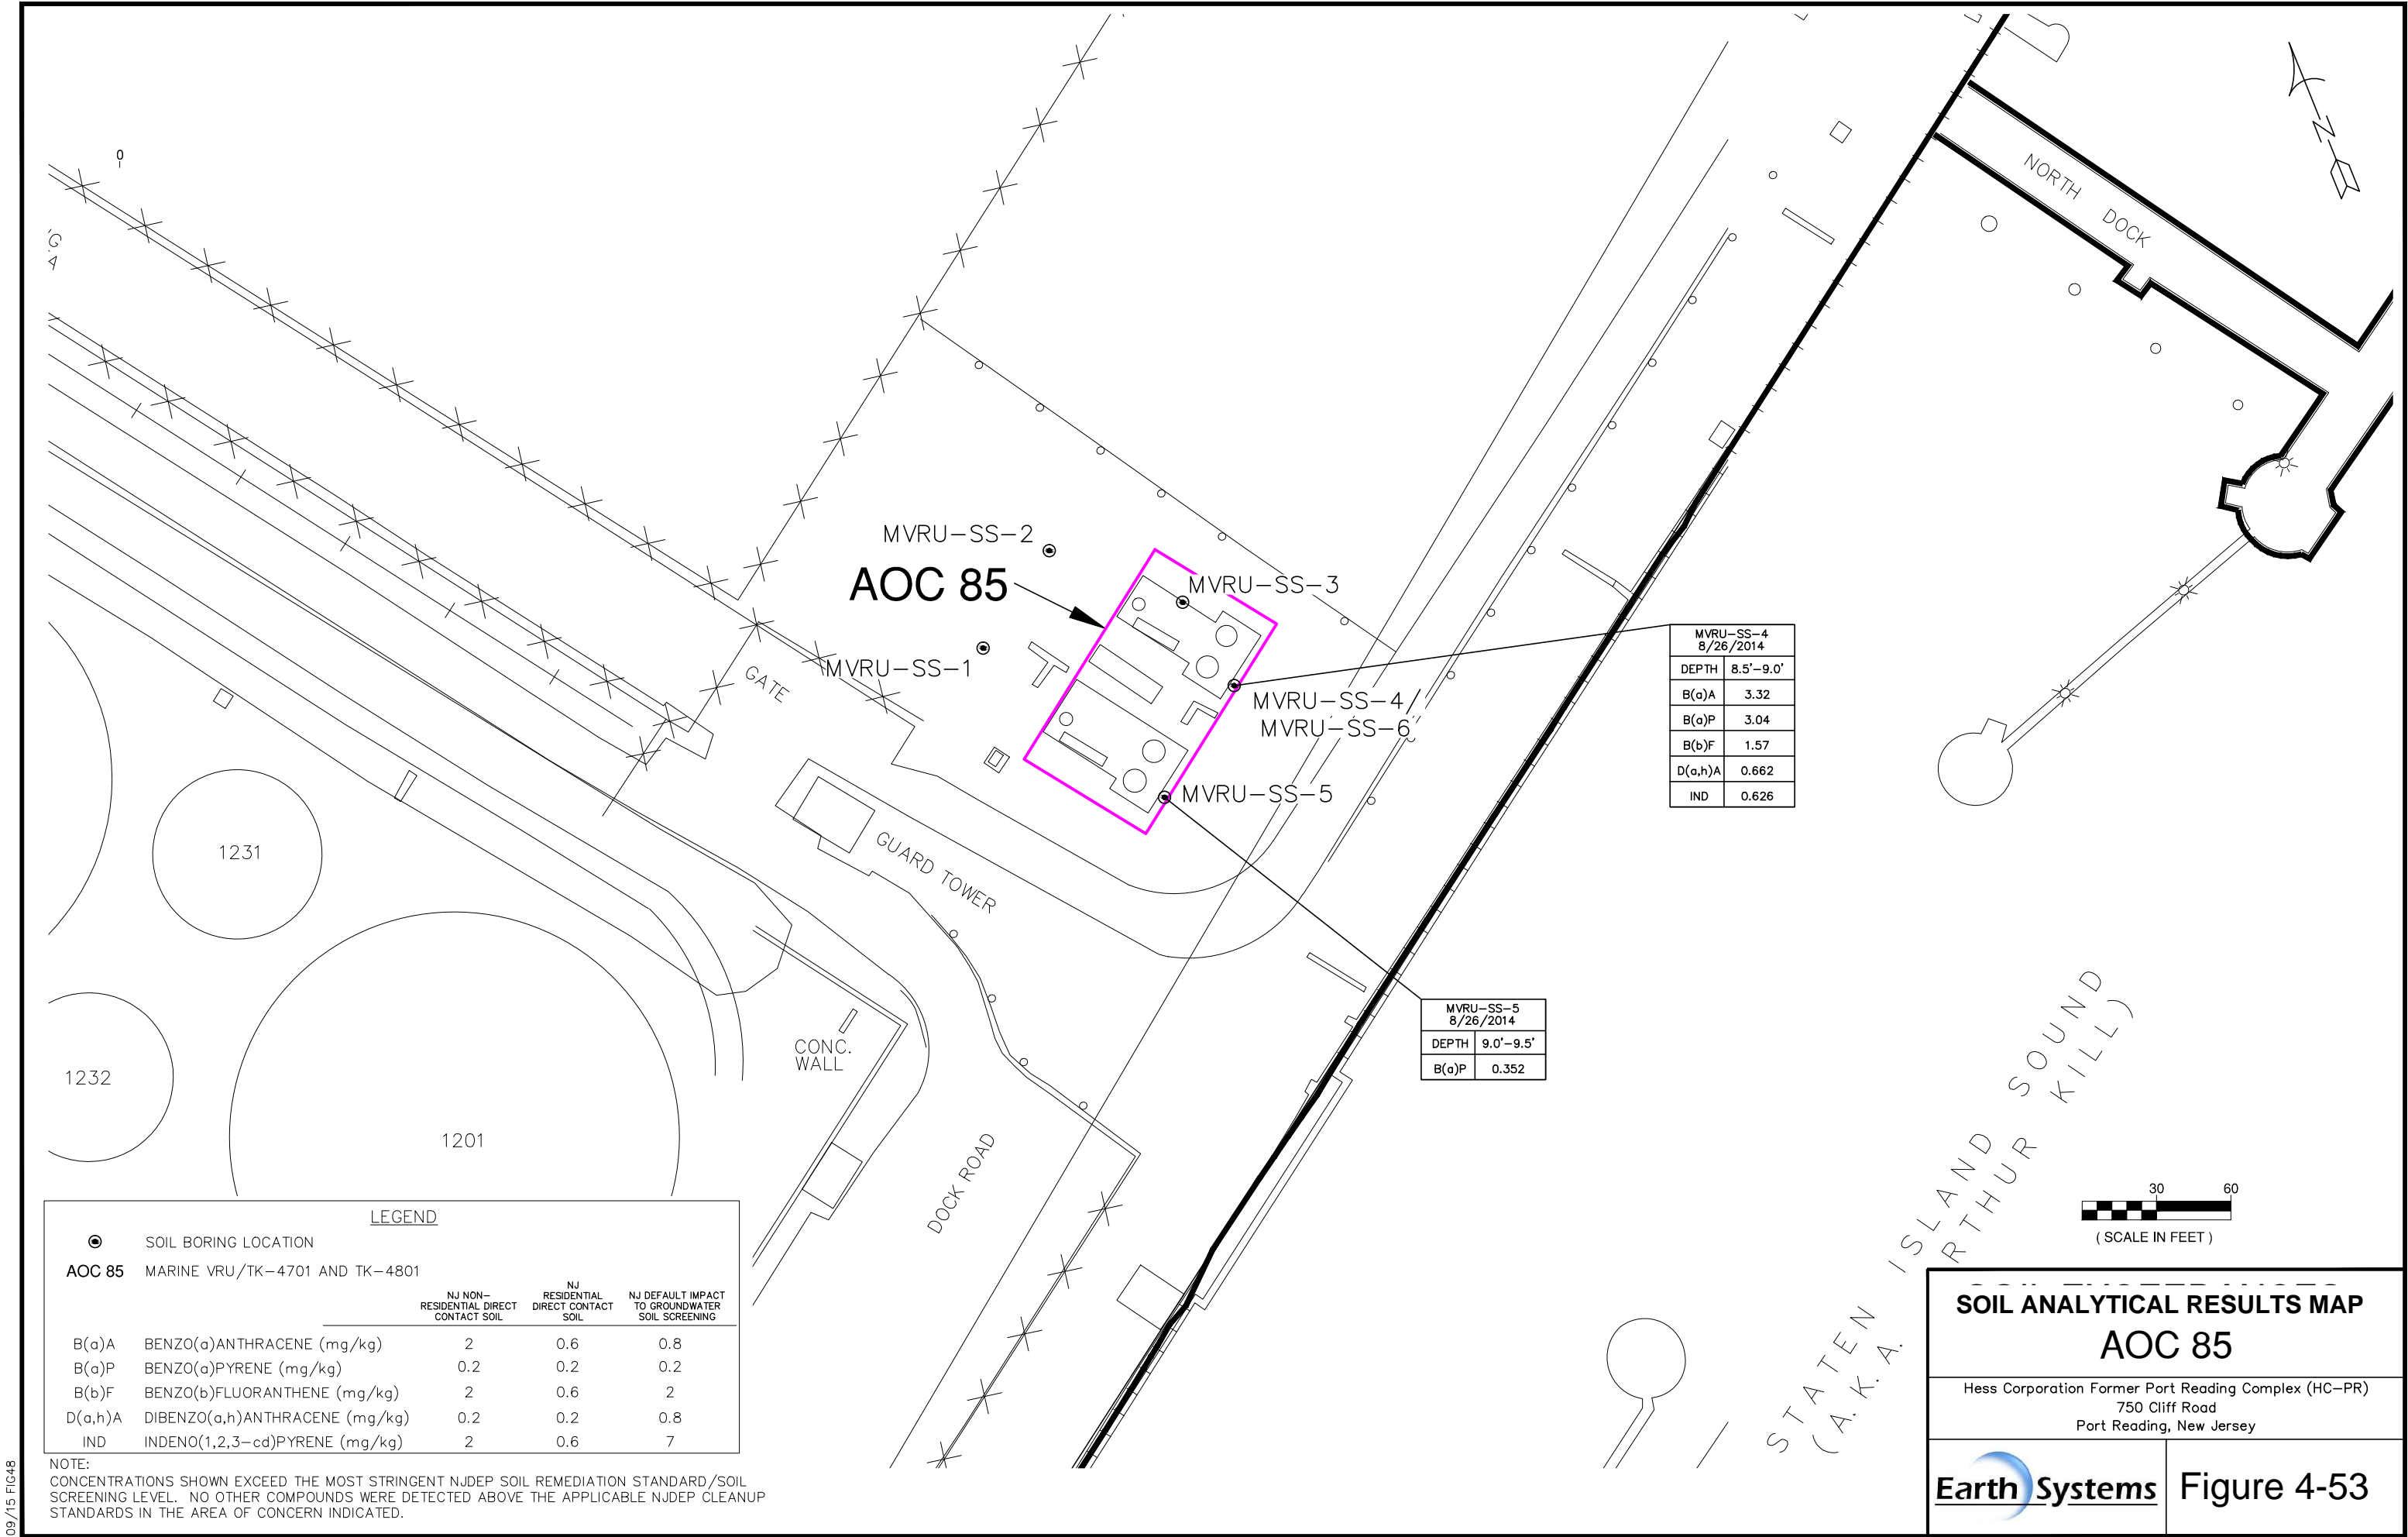 0
NORTH DOCK
N
MVRU-SS-2
AOC 85
MVRU-SS-3
MVRU-SS-1
GATE
MVRU-SS-4
MVRU-SS-6
MVRU-SS-5
MVRU-SS-4
8/26/2014
DEPTH 8.5'-9.0'
B(a)A 3.32
B(a)P 3.04
B(b)F 1.57
D(a,h)A 0.662
IND 0.626
GUARD TOWER
1231
1232
1201
CONC.
WALL
DOCK ROAD
MVRU-SS-5
8/26/2014
DEPTH 9.0'-9.5'
B(a)P 0.352
STATEN ISLAND SOUND
(A.K.A. RTHUR KILL)
30 60
( SCALE IN FEET )
LEGEND
SOIL BORING LOCATION
AOC 85 MARINE VRU/TK-4701 AND TK-4801
NJ NON-RESIDENTIAL DIRECT CONTACT SOIL
NJ RESIDENTIAL DIRECT CONTACT SOIL
NJ DEFAULT IMPACT TO GROUNDWATER SOIL SCREENING
B(a)A BENZO(a)ANTHRACENE (mg/kg) 2 0.6 0.8
B(a)P BENZO(a)PYRENE (mg/kg) 0.2 0.2 0.2
B(b)F BENZO(b)FLUORANTHENE (mg/kg) 2 0.6 2
D(a,h)A DIBENZO(a,h)ANTHRACENE (mg/kg) 0.2 0.2 0.8
IND INDENO(1,2,3-cd)PYRENE (mg/kg) 2 0.6 7
NOTE:
CONCENTRATIONS SHOWN EXCEED THE MOST STRINGENT NJDEP SOIL REMEDIATION STANDARD/SOIL
SCREENING LEVEL. NO OTHER COMPOUNDS WERE DETECTED ABOVE THE APPLICABLE NJDEP CLEANUP
STANDARDS IN THE AREA OF CONCERN INDICATED.
09/15 FIG48
SOIL ANALYTICAL RESULTS MAP
AOC 85
Hess Corporation Former Port Reading Complex (HC-PR)
750 Cliff Road
Port Reading, New Jersey
Earth Systems
Figure 4-53